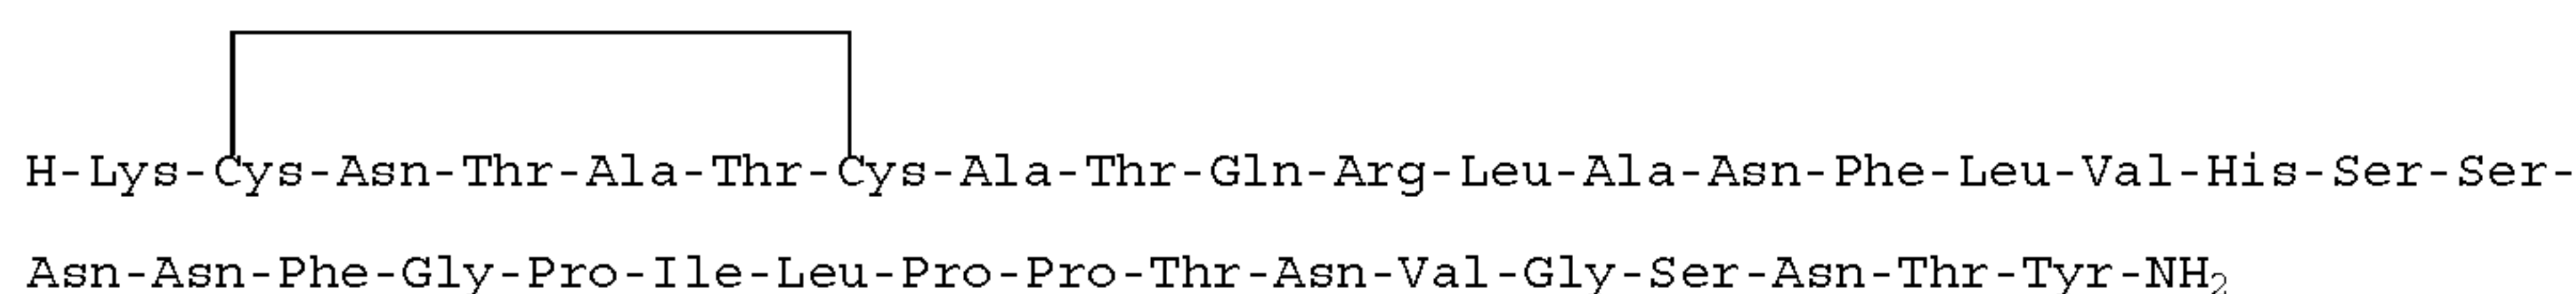 H-Lys-Cys-Asn-Thr-Ala-Thr-Cys-Ala-Thr-Gln-Arg-Leu-Ala-Asn-Phe-Leu-Val-His-Ser-Ser-
Asn-Asn-Phe-Gly-Pro-Ile-Leu-Pro-Pro-Thr-Asn-Val-Gly-Ser-Asn-Thr-Tyr-NH₂